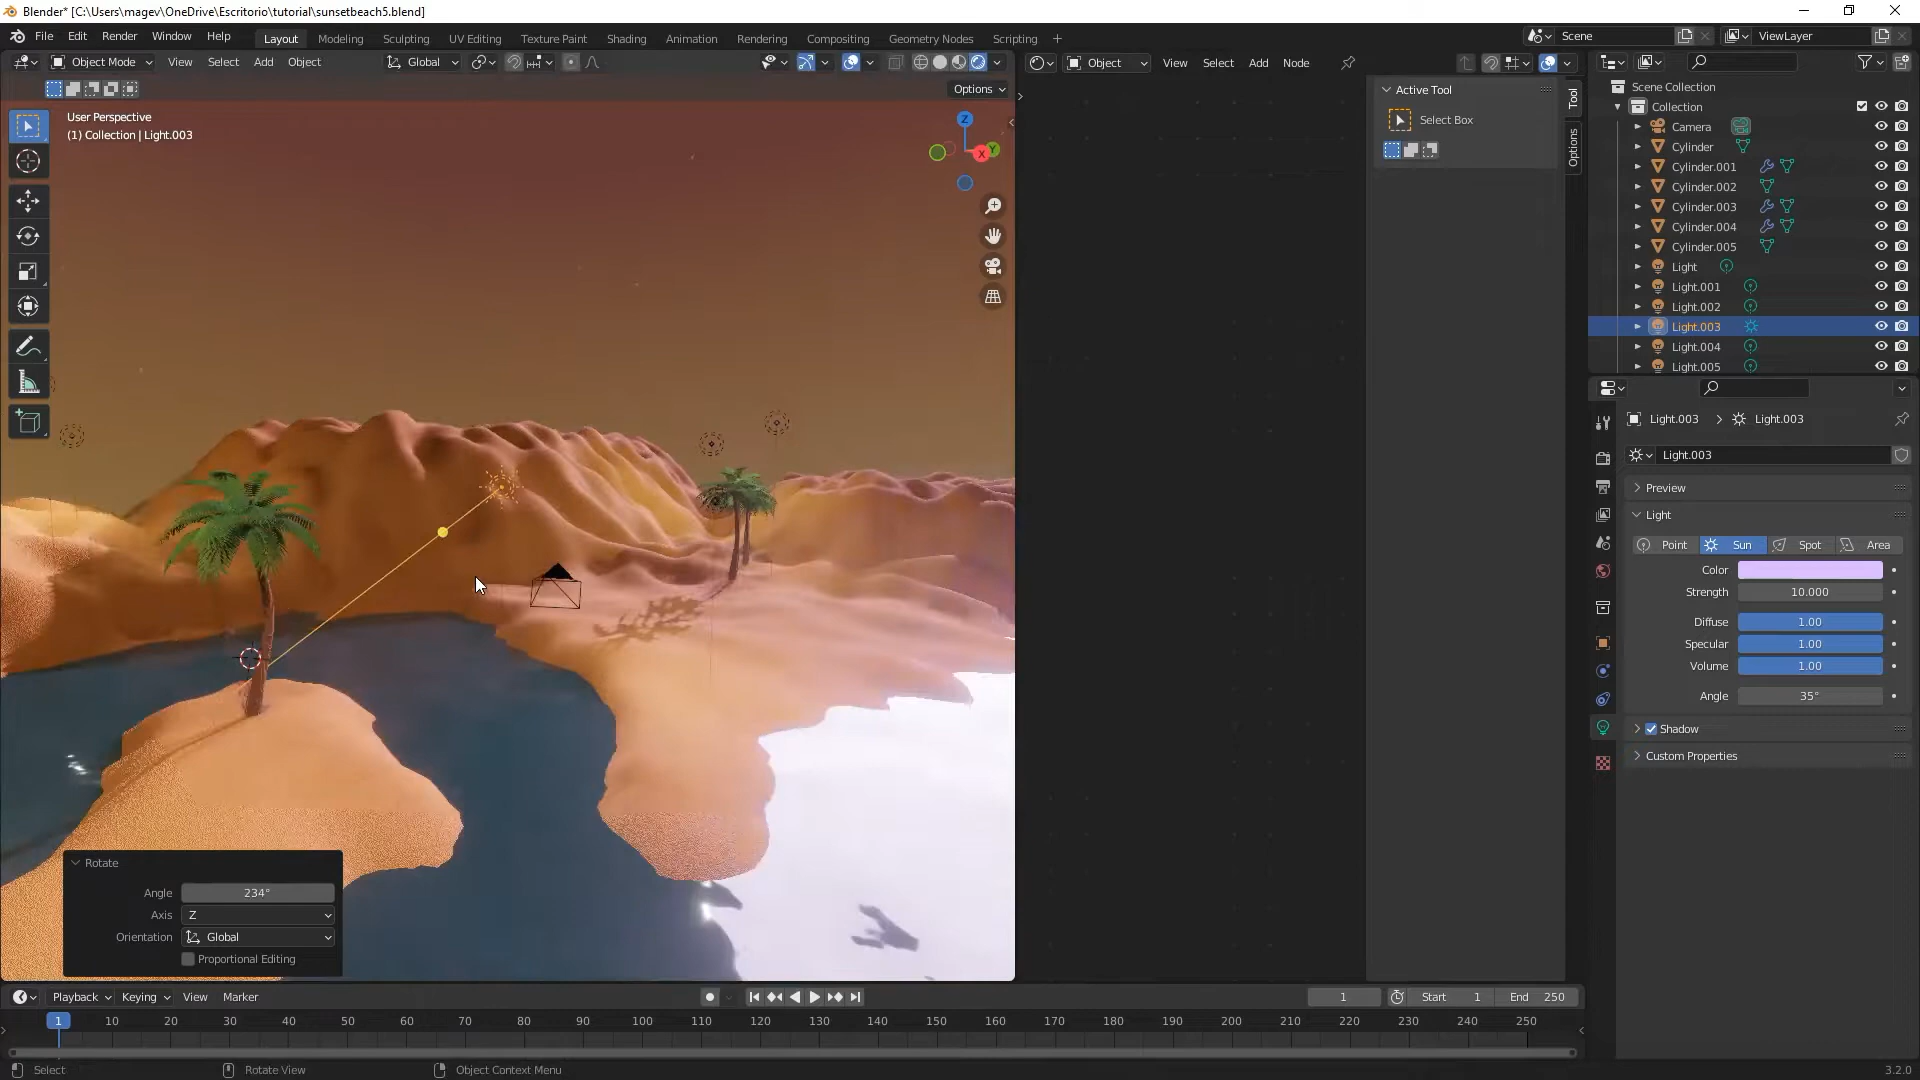 Blender* [C:\Users\magev\OneDrive\Escritorio\tutorial\sunsetbeach5.blend]
File Edit Render Window Help Layout Modeling Sculpting UV Editing Texture Paint Shading Animation Rendering Compositing Geometry Nodes Scripting + Scene ViewLayer
Object Mode View Select Add Object Global Object View Select Add Node
Options
User Perspective
(1) Collection | Light.003
Z
X
Y
Active Tool
Select Box
Tool
Options
Scene Collection
Collection
Camera
Cylinder
Cylinder.001
Cylinder.002
Cylinder.003
Cylinder.004
Cylinder.005
Light
Light.001
Light.002
Light.003
Light.004
Light.005
Light.003 > Light.003
Light.003
Preview
Light
Point Sun Spot Area
Color
Strength 10.000
Diffuse 1.00
Specular 1.00
Volume 1.00
Angle 35°
Shadow
Custom Properties
Rotate
Angle 234°
Axis Z
Orientation Global
Proportional Editing
Playback Keying View Marker 1 Start 1 End 250
1 10 20 30 40 50 60 70 80 90 100 110 120 130 140 150 160 170 180 190 200 210 220 230 240 250
Select Rotate View Object Context Menu 3.2.0